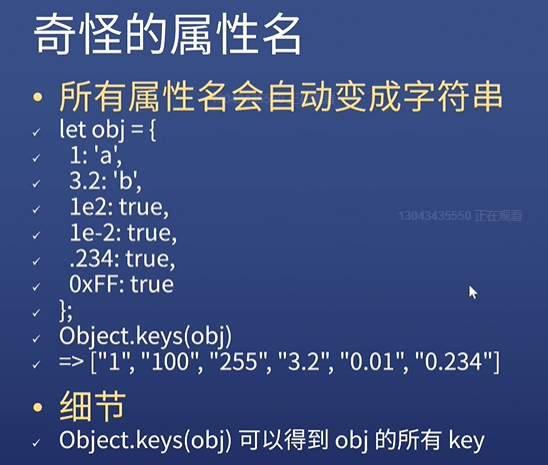 奇怪的属性名
• 所有属性名会自动变成字符串
✓ let obj = {
✓ 1: 'a',
✓ 3.2: 'b',
✓ 1e2: true,
✓ 1e-2: true,
✓ .234: true,
✓ 0xFF: true
✓ };
✓ Object.keys(obj)
✓ => ["1", "100", "255", "3.2", "0.01", "0.234"]
• 细节
✓ Object.keys(obj) 可以得到 obj 的所有 key
13043435550 正在观看